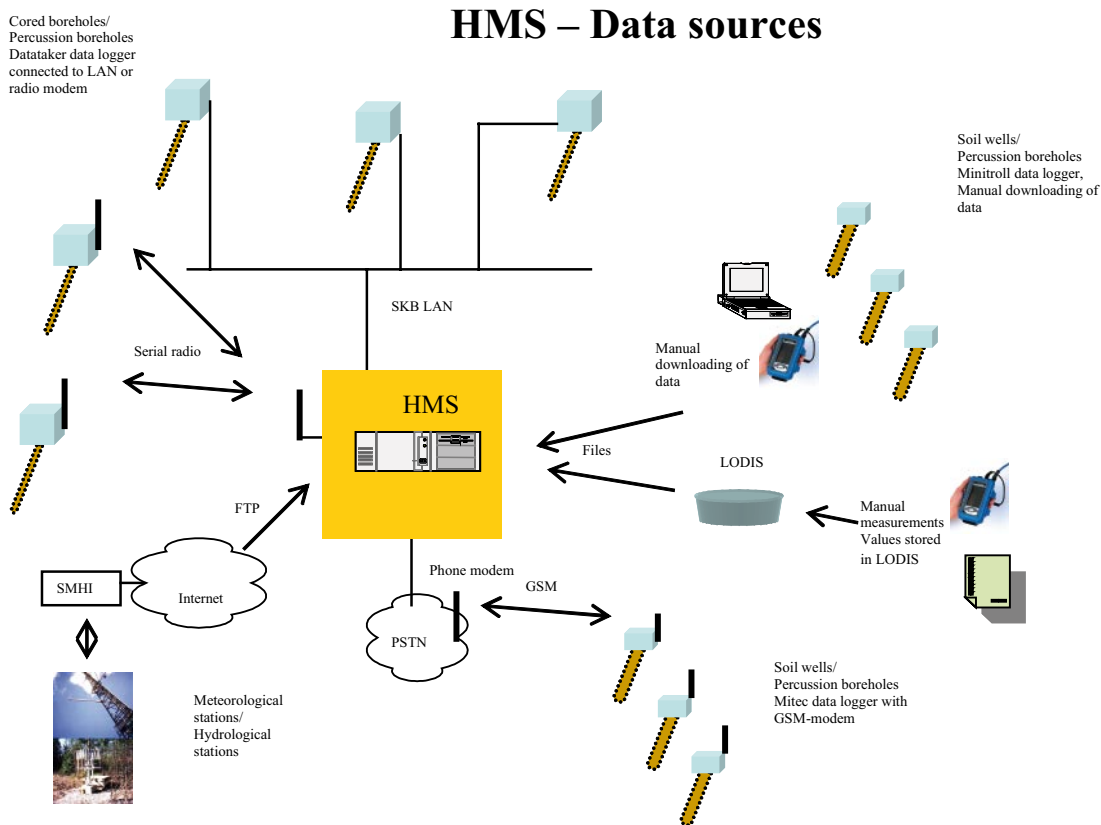 HMS – Data sources
Cored boreholes/
Percussion boreholes
Datataker data logger
connected to LAN or
radio modem
Soil wells/
Percussion boreholes
Minitroll data logger,
Manual downloading of
data
SKB LAN
Serial radio
Manual
downloading of
data
HMS
Files
LODIS
FTP
Manual
measurements
Values stored
in LODIS
Phone modem
GSM
SMHI
Internet
PSTN
Meteorological
stations/
Hydrological
stations
Soil wells/
Percussion boreholes
Mitec data logger with
GSM-modem